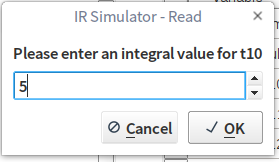 IR Simulator - Read
Please enter an integral value for t10
5
Cancel
OK